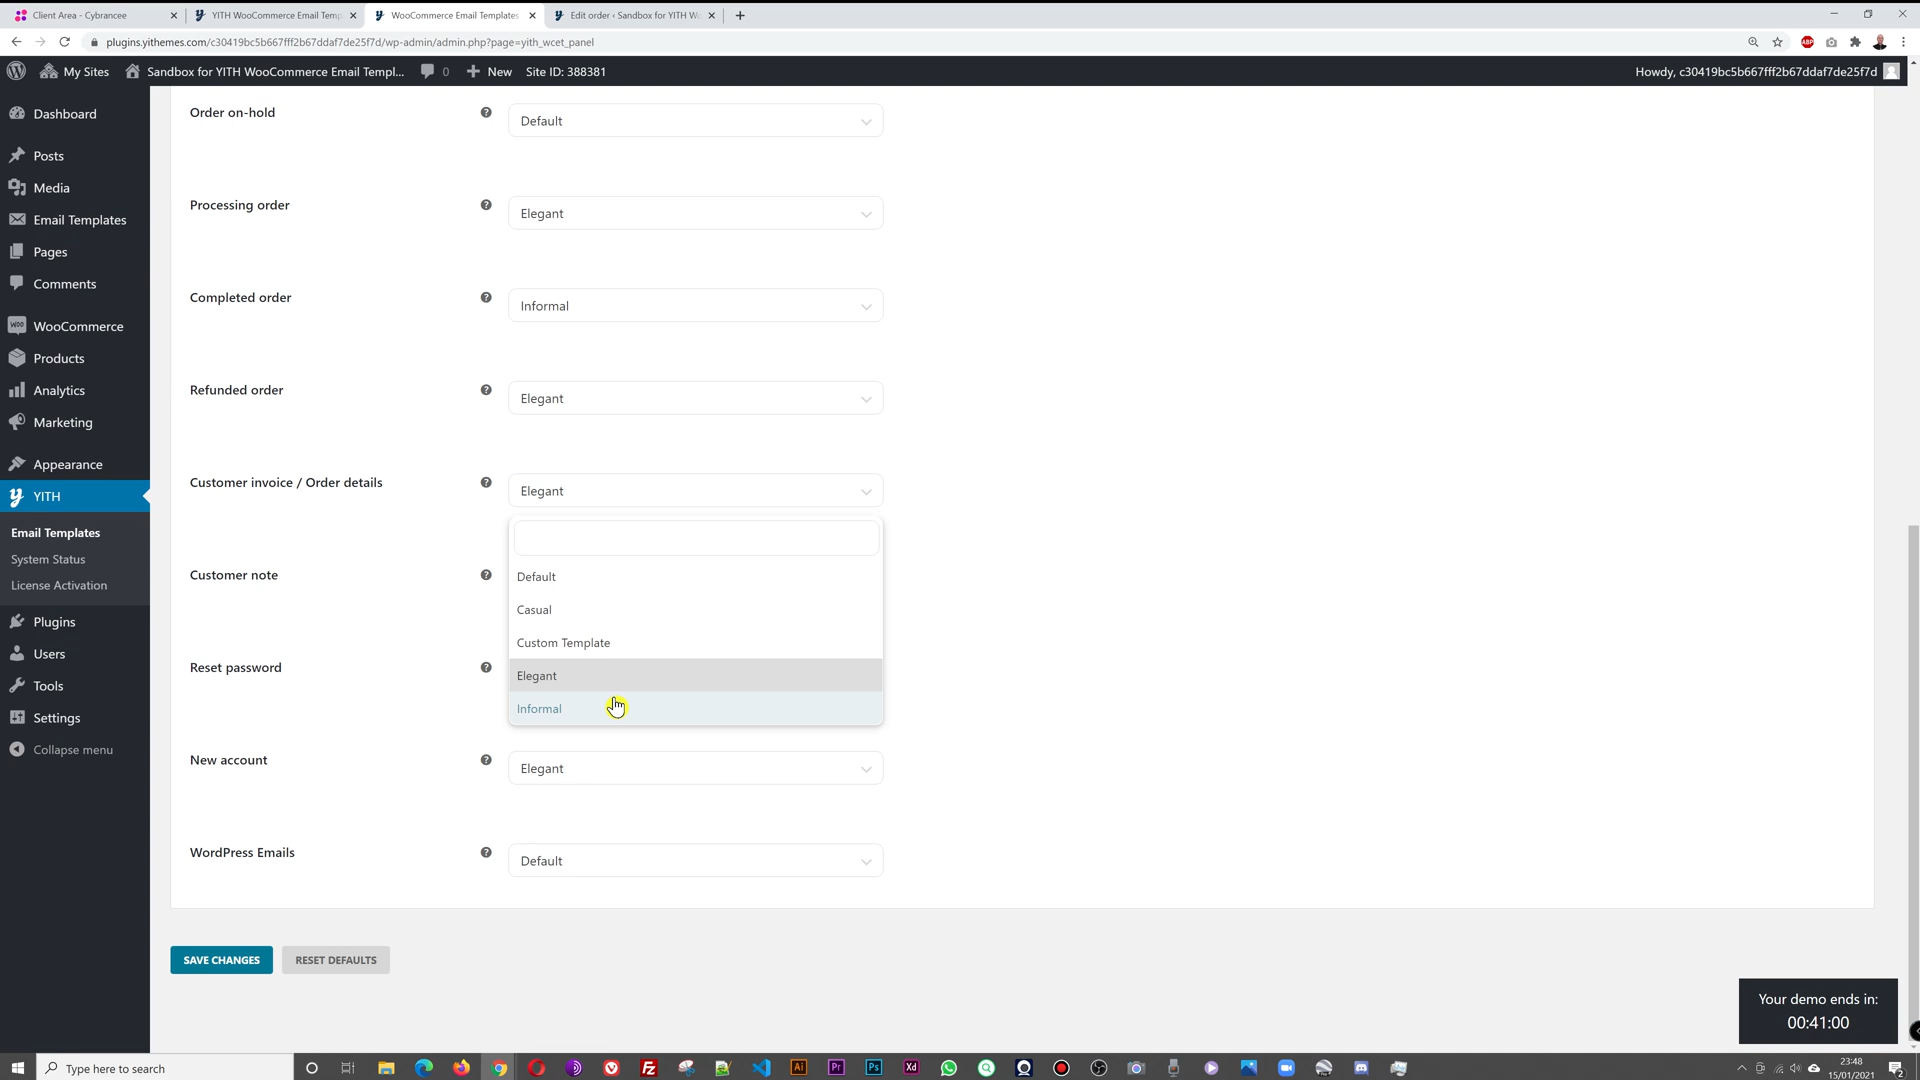 Client Area - Cybrancee
YITH WooCommerce Email Temp
WooCommerce Email Templates
Edit order ‹ Sandbox for YITH W
plugins.yithemes.com/c30419bc5b667fff2b67ddaf7de25f7d/wp-admin/admin.php?page=yith_wcet_panel
ABP
My Sites
Sandbox for YITH WooCommerce Email Templ...
0
New
Site ID: 388381
Howdy, c30419bc5b667fff2b67ddaf7de25f7d
Dashboard
Posts
Media
Email Templates
Pages
Comments
WooCommerce
Products
Analytics
Marketing
Appearance
YITH
Email Templates
System Status
License Activation
Plugins
Users
Tools
Settings
Collapse menu
Order on-hold
Default
Processing order
Elegant
Completed order
Informal
Refunded order
Elegant
Customer invoice / Order details
Elegant
Default
Casual
Custom Template
Elegant
Informal
Customer note
Reset password
New account
Elegant
WordPress Emails
Default
SAVE CHANGES
RESET DEFAULTS
Your demo ends in:
00:41:00
Type here to search
Ai
Pr
Ps
Xd
23:48
15/01/2021
2